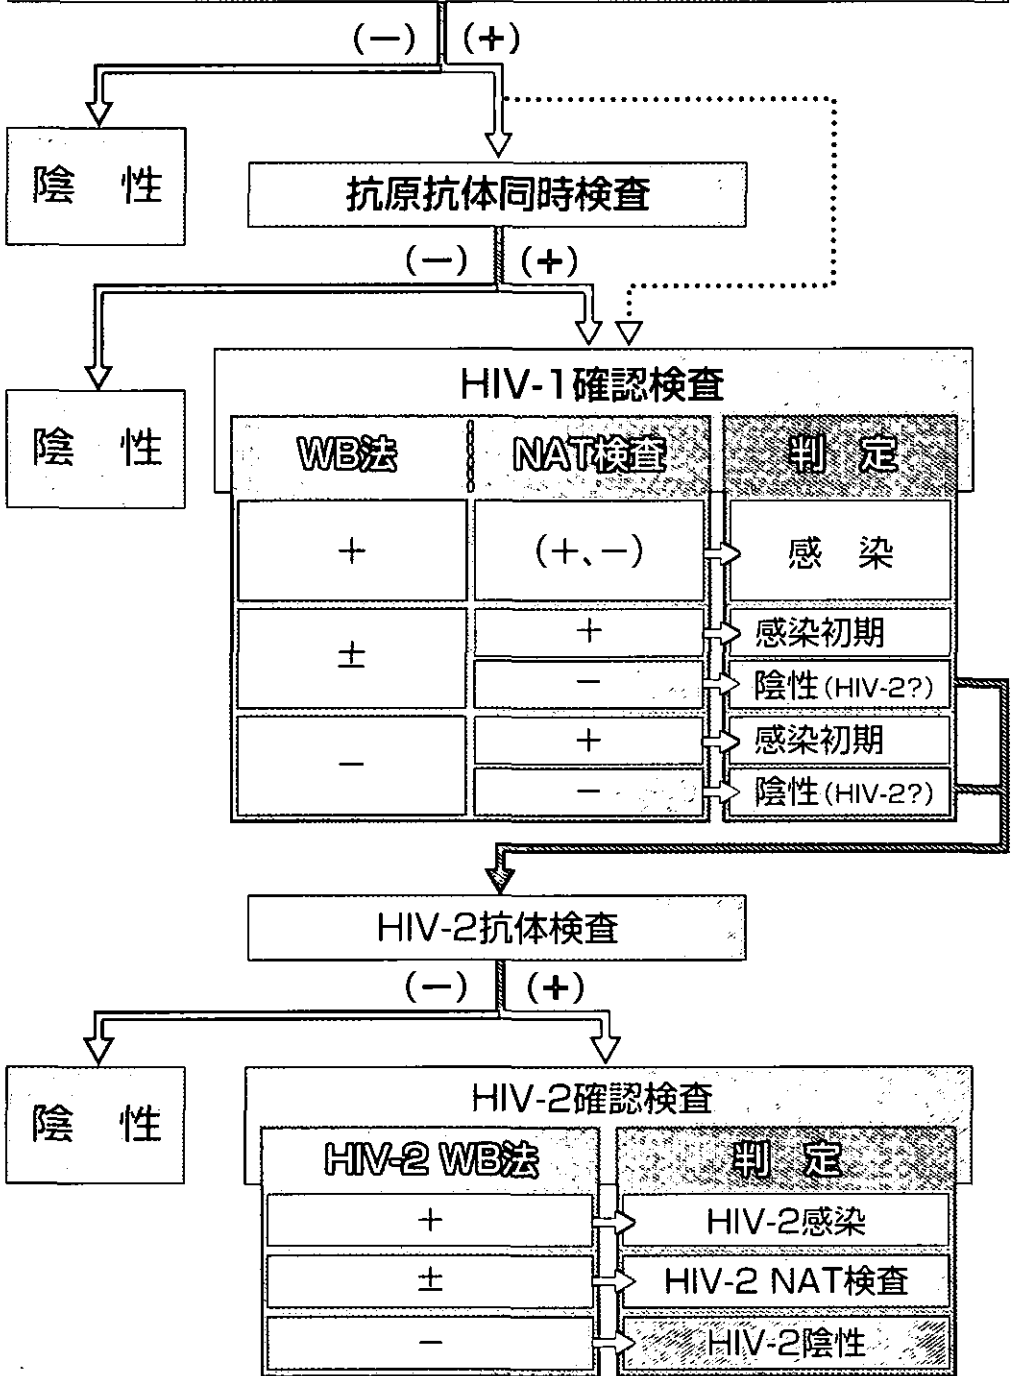 (−) (+)
陰 性
抗原抗体同時検査
(−) (+)
陰 性
HIV-1確認検査
WB法 NAT検査 判 定
+ (+、−) 感 染
± + 感染初期
− 陰性(HIV-2?)
− + 感染初期
− 陰性(HIV-2?)
HIV-2抗体検査
(−) (+)
陰 性
HIV-2確認検査
HIV-2 WB法 判 定
+ HIV-2感染
± HIV-2 NAT検査
− HIV-2陰性